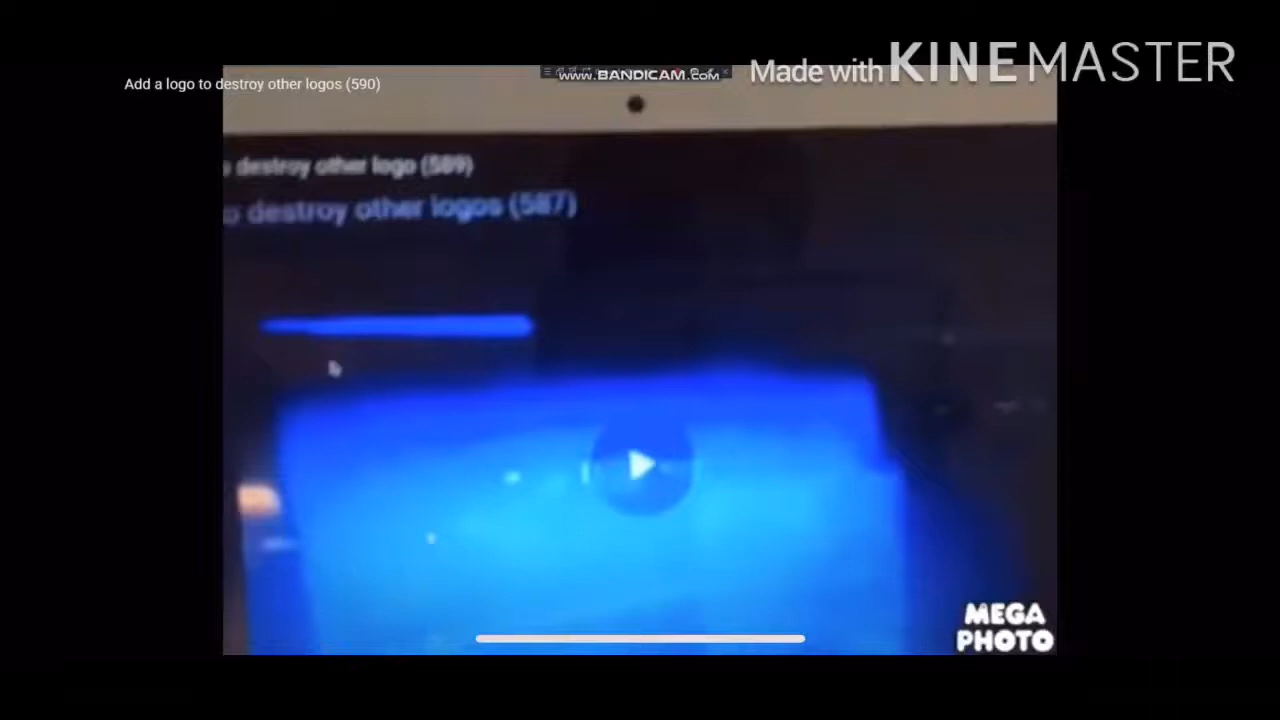 Made with KINEMASTER
www.BANDICAM.com
Add a logo to destroy other logos (590)
destroy other logo (589)
destroy other logos (587)
MEGA
PHOTO